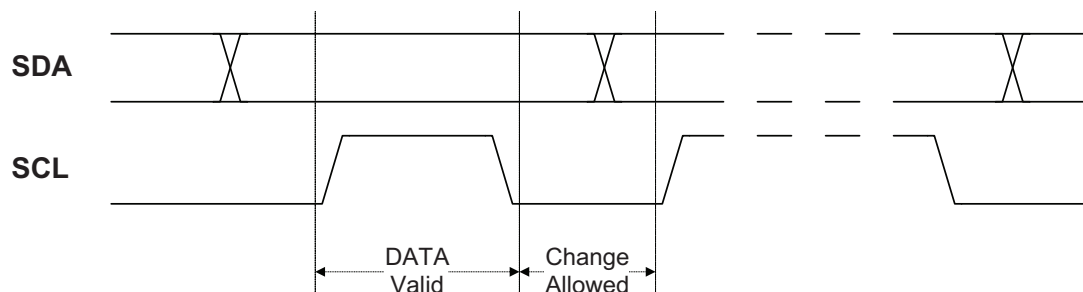 SDA
SCL
DATA
Valid
Change
Allowed